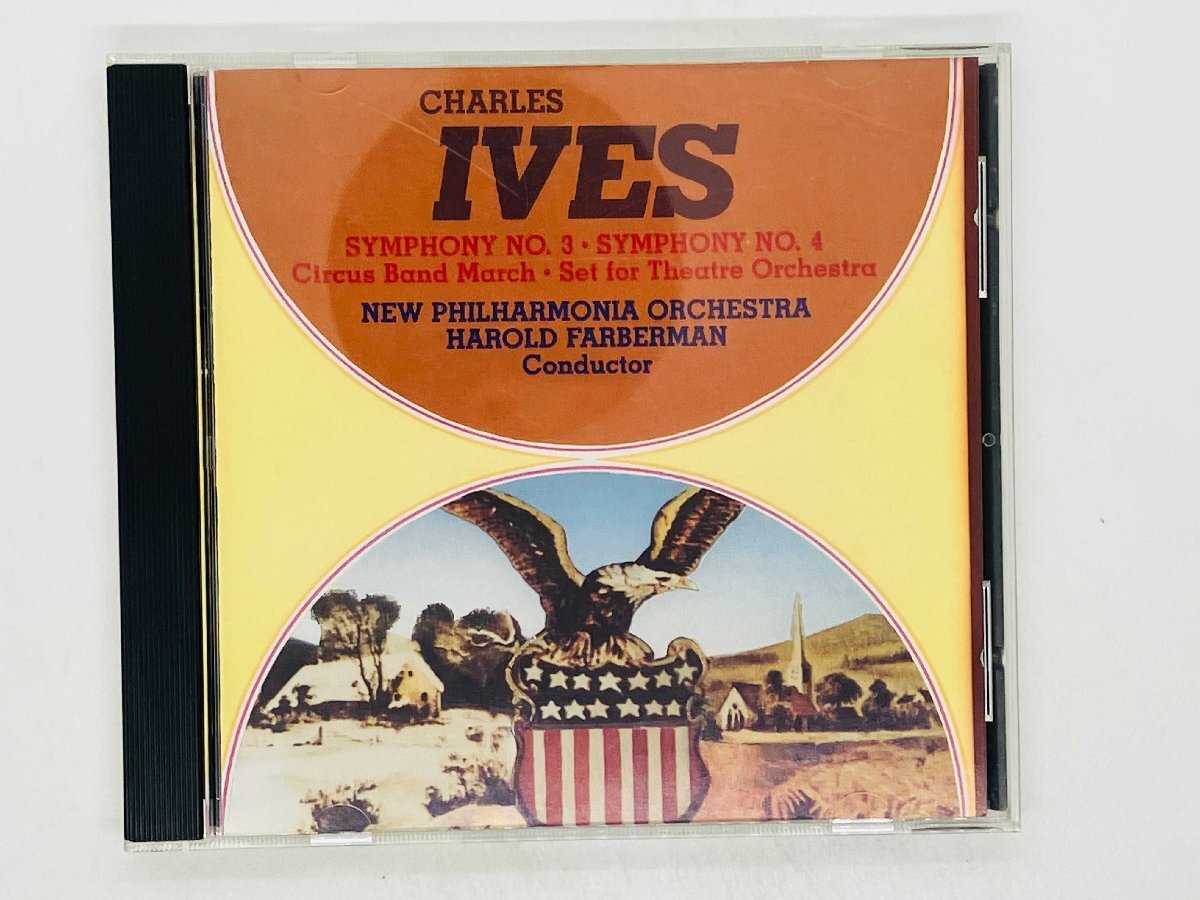 CHARLES
IVES
SYMPHONY NO. 3 • SYMPHONY NO. 4
Circus Band March • Set for Theatre Orchestra
NEW PHILHARMONIA ORCHESTRA
HAROLD FARBERMAN
Conductor